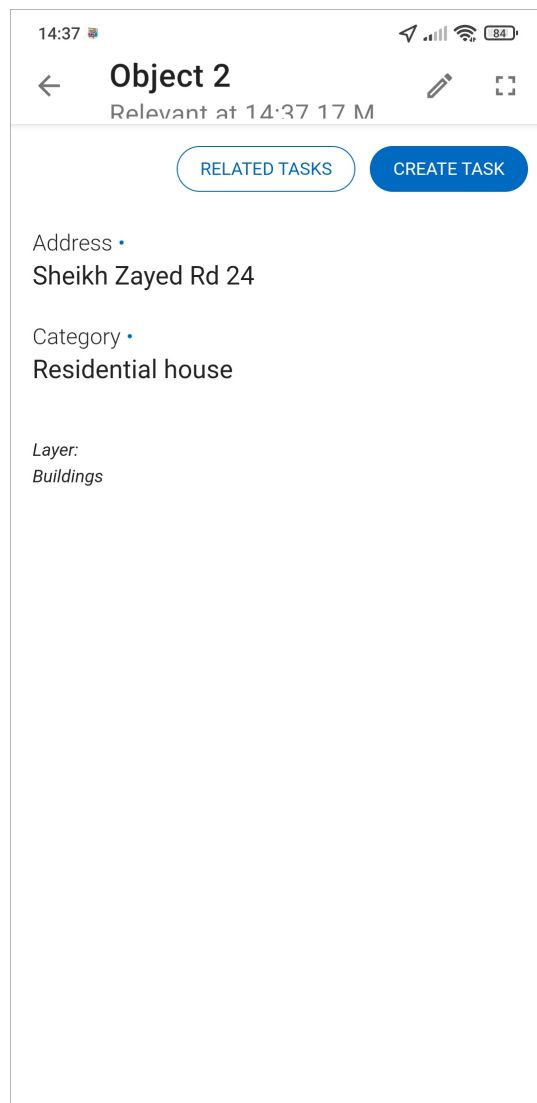 14:37
84
Object 2
Relevant at 14:37 17 M
RELATED TASKS
CREATE TASK
Address •
Sheikh Zayed Rd 24
Category •
Residential house
Layer:
Buildings